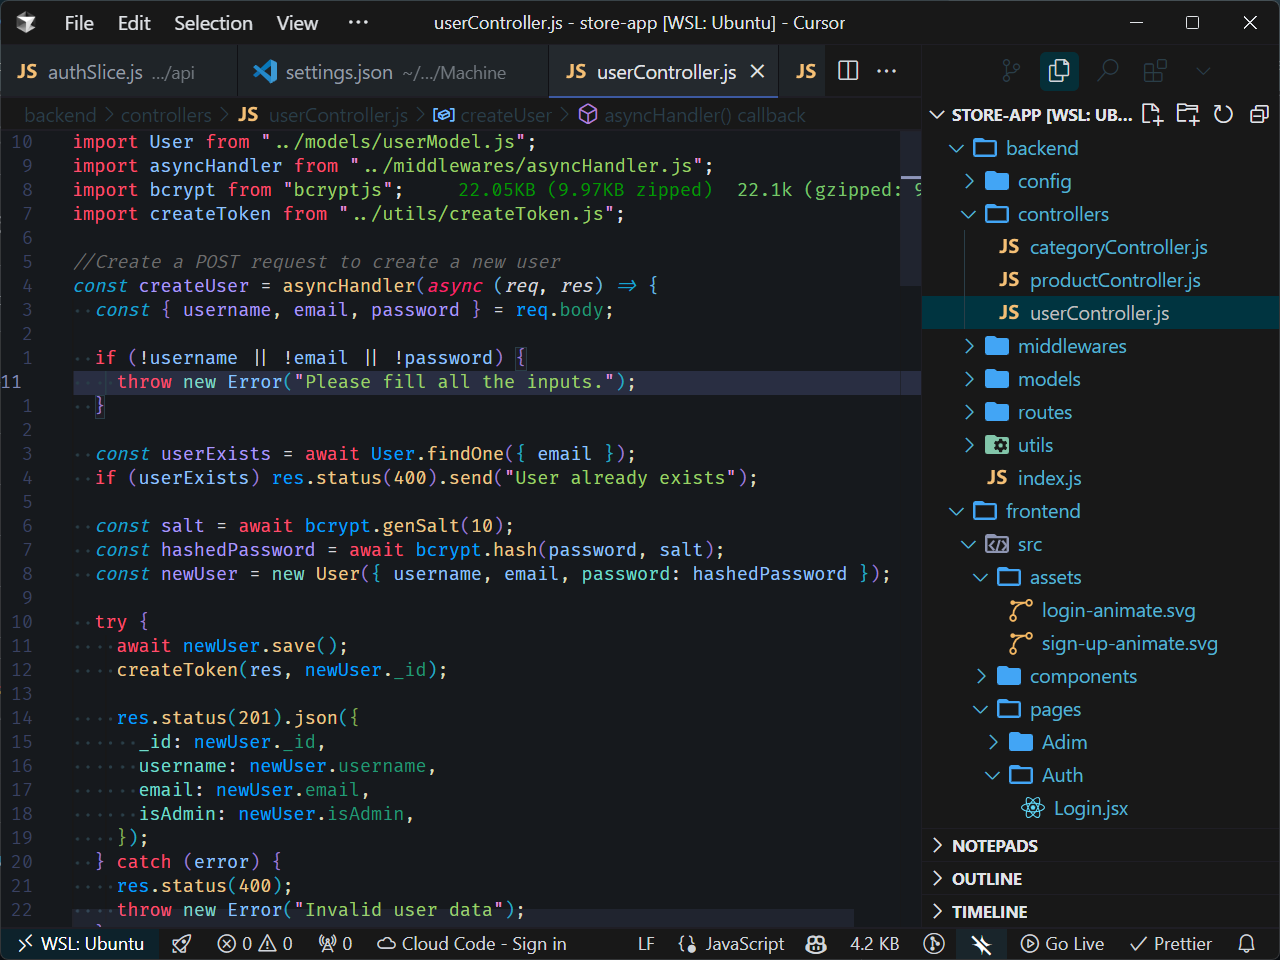 File Edit Selection View ··· userController.js - store-app [WSL: Ubuntu] - Cursor
JS authSlice.js .../api settings.json ~/.../Machine JS userController.js JS ···
backend > controllers > JS userController.js > createUser > asyncHandler() callback
10 import User from "../models/userModel.js";
9 import asyncHandler from "../middlewares/asyncHandler.js";
8 import bcrypt from "bcryptjs"; 22.05KB (9.97KB zipped) 22.1k (gzipped: 9
7 import createToken from "../utils/createToken.js";
6
5 //Create a POST request to create a new user
4 const createUser = asyncHandler(async (req, res) => {
3 const { username, email, password } = req.body;
2
1 if (!username || !email || !password) {
11 throw new Error("Please fill all the inputs.");
1 }
2
3 const userExists = await User.findOne({ email });
4 if (userExists) res.status(400).send("User already exists");
5
6 const salt = await bcrypt.genSalt(10);
7 const hashedPassword = await bcrypt.hash(password, salt);
8 const newUser = new User({ username, email, password: hashedPassword });
9
10 try {
11 await newUser.save();
12 createToken(res, newUser._id);
13
14 res.status(201).json({
15 _id: newUser._id,
16 username: newUser.username,
17 email: newUser.email,
18 isAdmin: newUser.isAdmin,
19 });
20 } catch (error) {
21 res.status(400);
22 throw new Error("Invalid user data");
STORE-APP [WSL: UB...
backend
config
controllers
JS categoryController.js
JS productController.js
JS userController.js
middlewares
models
routes
utils
JS index.js
frontend
src
assets
login-animate.svg
sign-up-animate.svg
components
pages
Adim
Auth
Login.jsx
NOTEPADS
OUTLINE
TIMELINE
WSL: Ubuntu 0 0 0 Cloud Code - Sign in LF JavaScript 4.2 KB Go Live Prettier